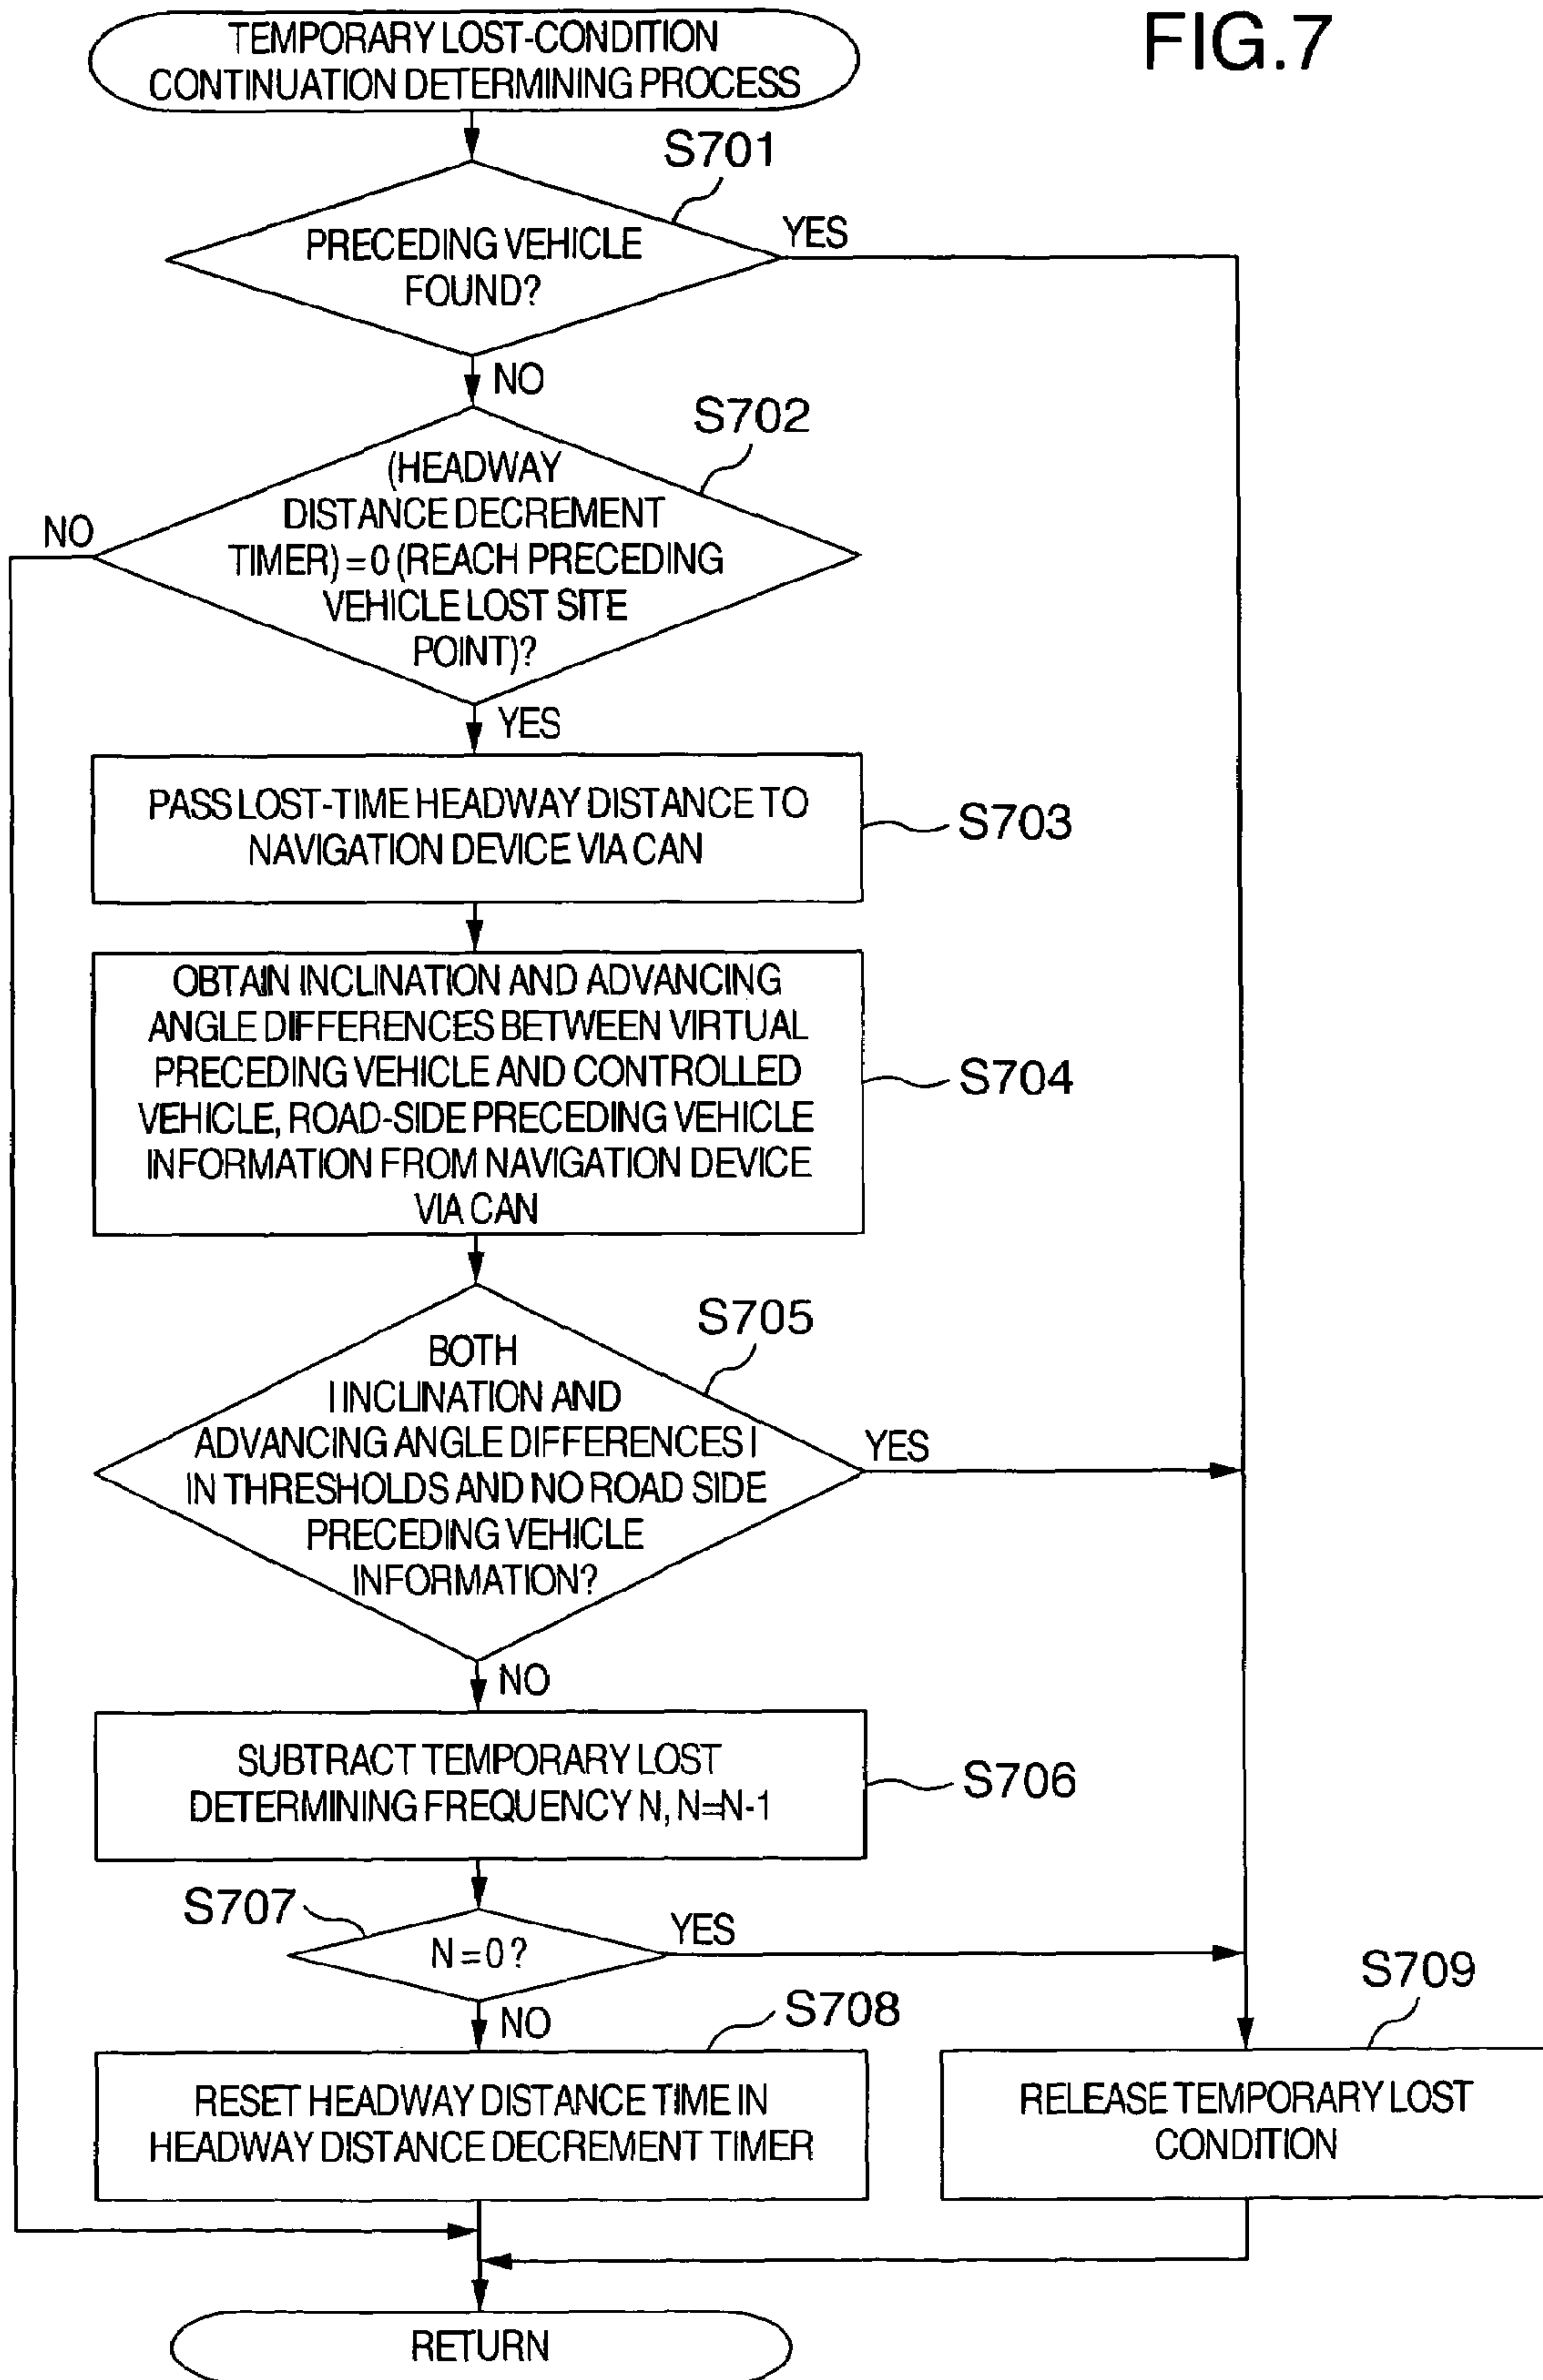 FIG.7
TEMPORARY LOST-CONDITION
CONTINUATION DETERMINING PROCESS
S701
PRECEDING VEHICLE
FOUND?
YES
NO
S702
(HEADWAY
DISTANCE DECREMENT
TIMER)=0 (REACH PRECEDING
VEHICLE LOST SITE
POINT)?
NO
YES
PASS LOST-TIME HEADWAY DISTANCE TO
NAVIGATION DEVICE VIA CAN
S703
OBTAIN INCLINATION AND ADVANCING
ANGLE DIFFERENCES BETWEEN VIRTUAL
PRECEDING VEHICLE AND CONTROLLED
VEHICLE, ROAD-SIDE PRECEDING VEHICLE
INFORMATION FROM NAVIGATION DEVICE
VIA CAN
S704
S705
BOTH
| INCLINATION AND
ADVANCING ANGLE DIFFERENCES |
IN THRESHOLDS AND NO ROAD SIDE
PRECEDING VEHICLE
INFORMATION?
YES
NO
SUBTRACT TEMPORARY LOST
DETERMINING FREQUENCY N, N=N-1
S706
S707
N=0?
YES
NO
S708
RESET HEADWAY DISTANCE TIME IN
HEADWAY DISTANCE DECREMENT TIMER
S709
RELEASE TEMPORARY LOST
CONDITION
RETURN